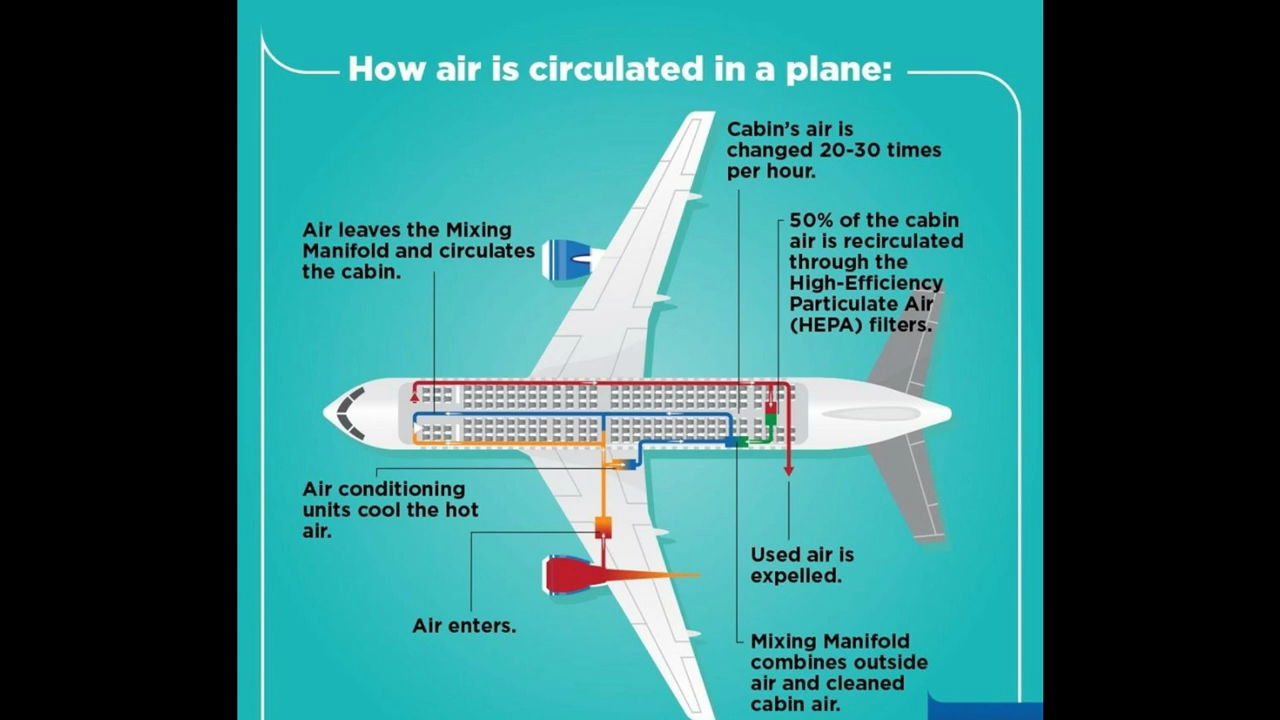 How air is circulated in a plane:
Cabin's air is
changed 20-30 times
per hour.
50% of the cabin
air is recirculated
through the
High-Efficiency
Particulate Air
(HEPA) filters.
Air leaves the Mixing
Manifold and circulates
the cabin.
Air conditioning
units cool the hot
air.
Air enters.
Used air is
expelled.
Mixing Manifold
combines outside
air and cleaned
cabin air.